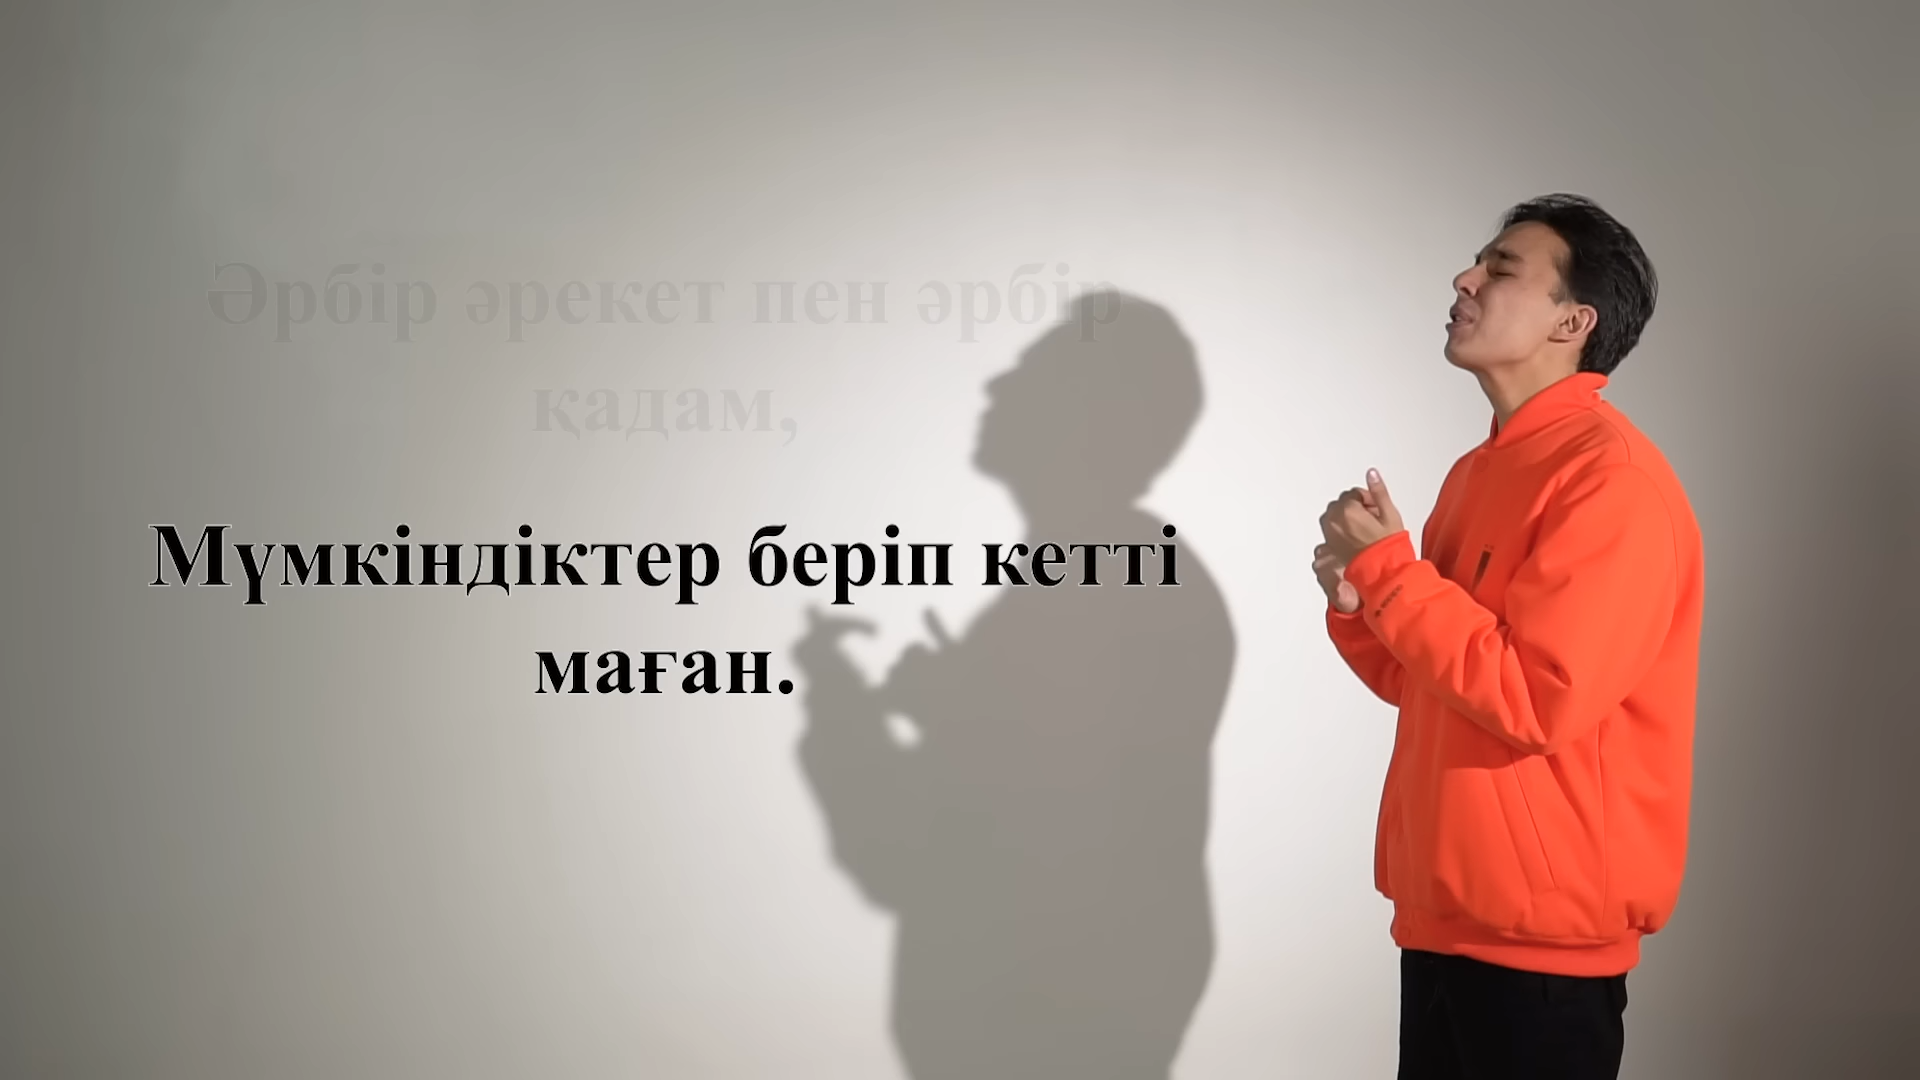 Әрбір әрекет пен әрбір
қадам,
Мүмкіндіктер беріп кетті
маған.